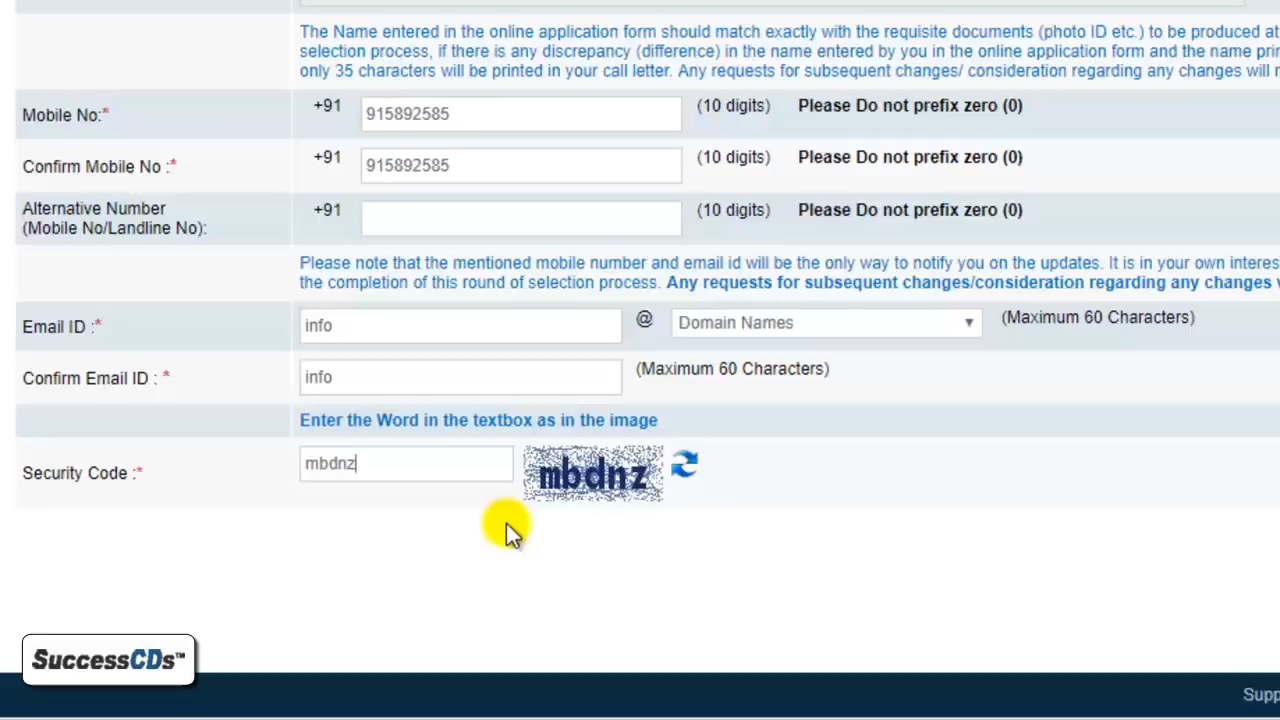 The Name entered in the online application form should match exactly with the requisite documents (photo ID etc.) to be produced at
selection process, if there is any discrepancy (difference) in the name entered by you in the online application form and the name
only 35 characters will be printed in your call letter. Any requests for subsequent changes/ consideration regarding any changes will
Mobile No:* +91 915892585 (10 digits) Please Do not prefix zero (0)
Confirm Mobile No :* +91 915892585 (10 digits) Please Do not prefix zero (0)
Alternative Number
(Mobile No/Landline No): +91 (10 digits) Please Do not prefix zero (0)
Please note that the mentioned mobile number and email id will be the only way to notify you on the updates. It is in your own
the completion of this round of selection process. Any requests for subsequent changes/consideration regarding any changes
Email ID :* info @ Domain Names (Maximum 60 Characters)
Confirm Email ID : * info (Maximum 60 Characters)
Enter the Word in the textbox as in the image
Security Code :* mbdnz mbdnz
SuccessCDs™